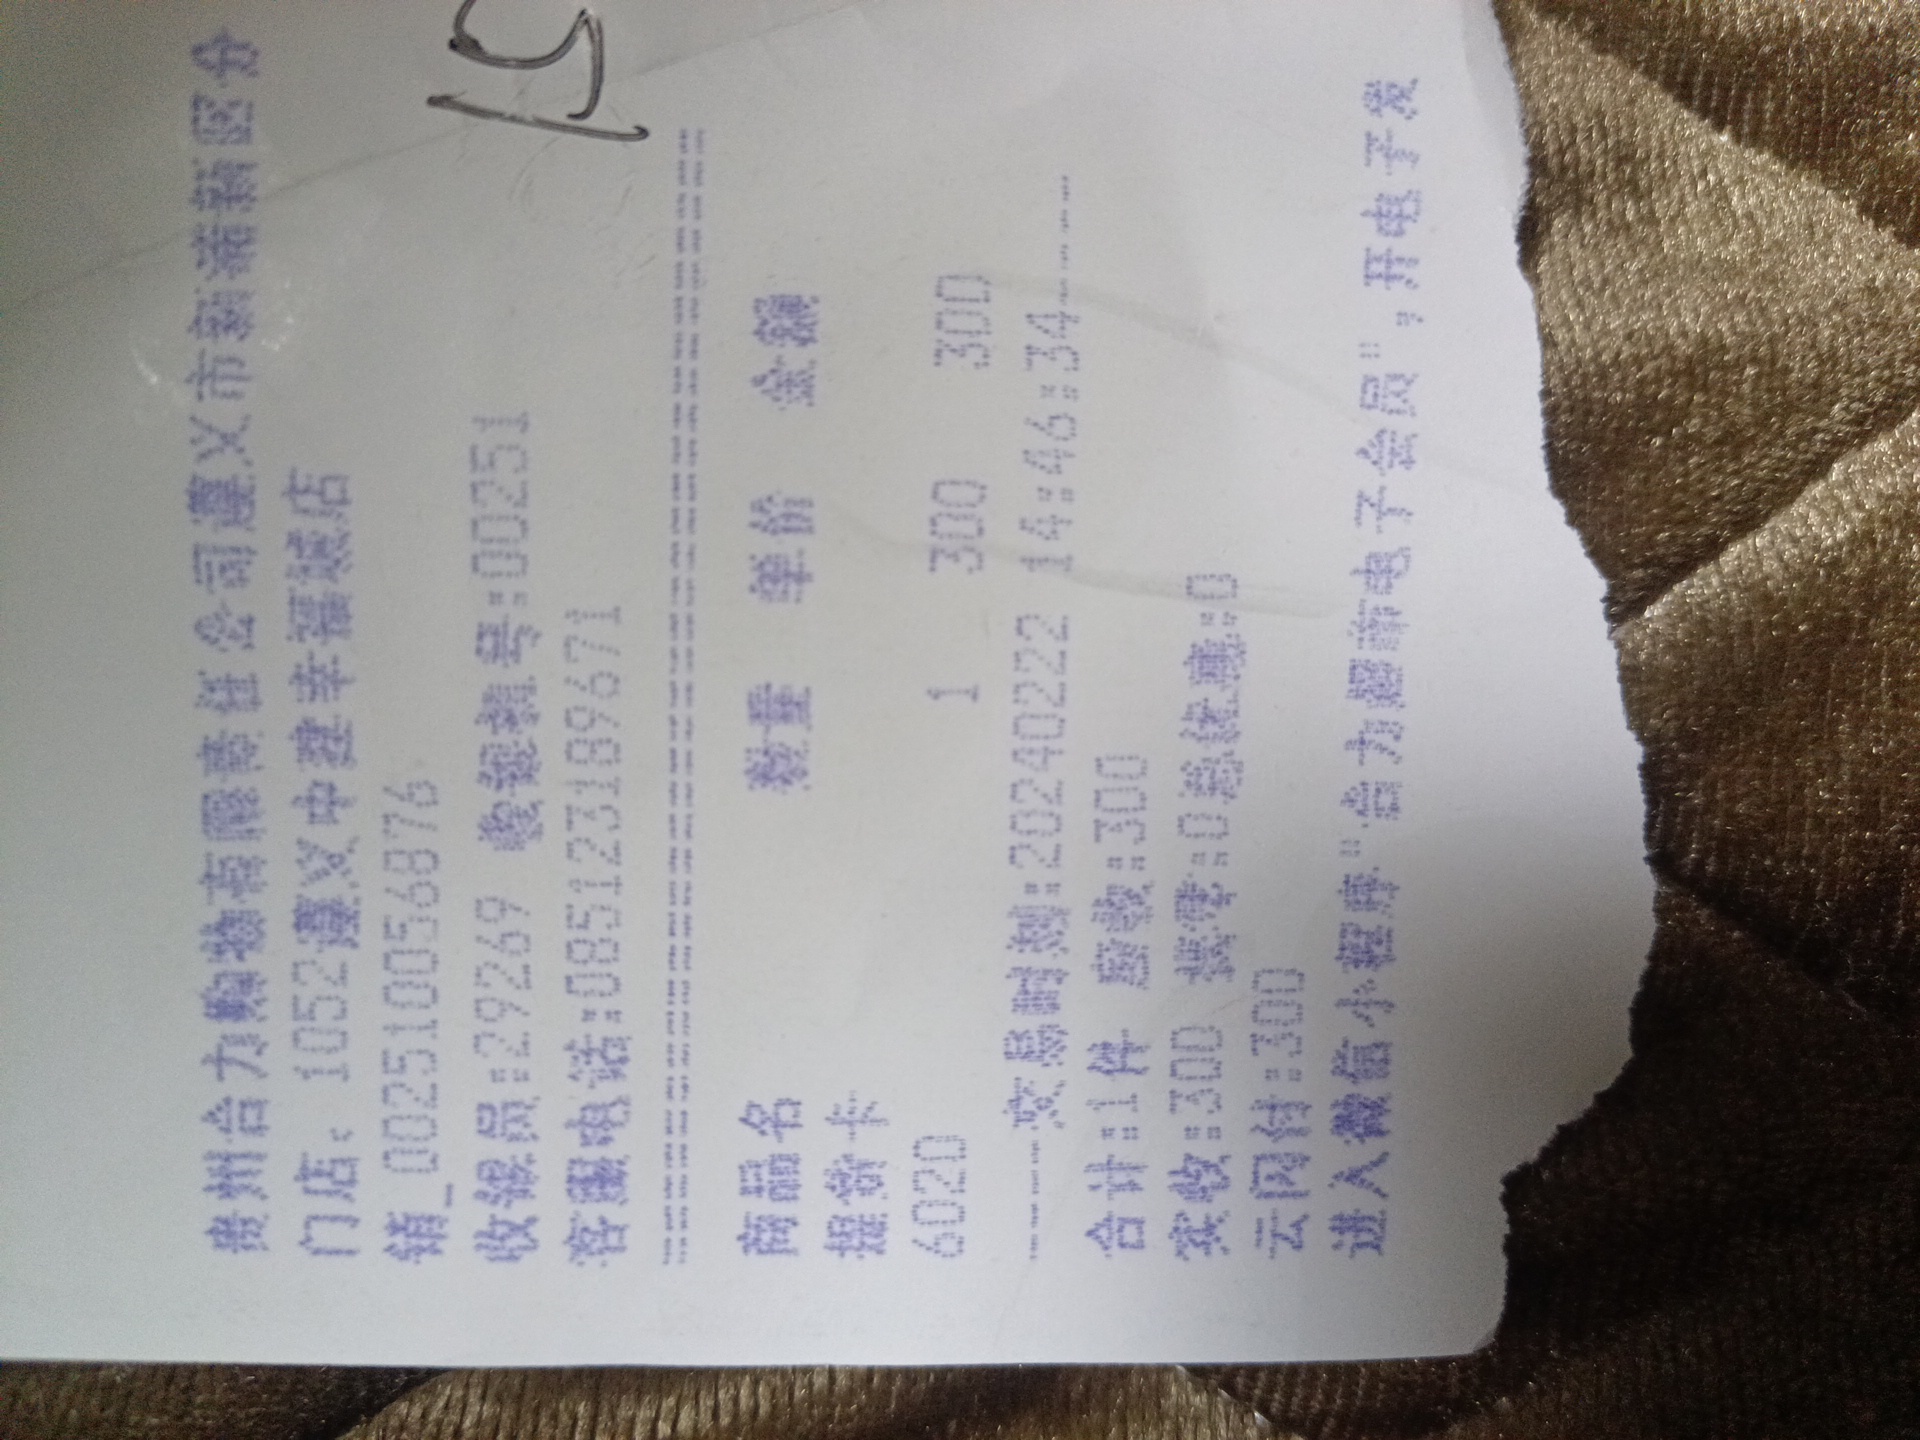 15
贵州合力购物有限责任公司遵义市新蒲新区分
门店: 1052遵义中建幸福城店
销_002510056876
收银员:29269 收银机号:00251
客服电话:085123189671
========================================
商品名 数量 单价 金额
提货卡
6020 1 300 300
----交易时刻:20240222 14:46:34----
合计:1件 应收:300
实收:300 找零:0总优惠:0
云闪付:300
进入微信小程序"合力超市电子会员",开电子发